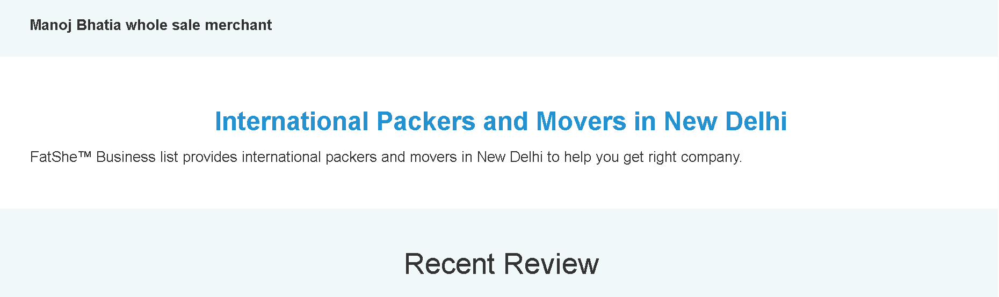 Manoj Bhatia whole sale merchant
International Packers and Movers in New Delhi
FatShe™ Business list provides international packers and movers in New Delhi to help you get right company.
Recent Review